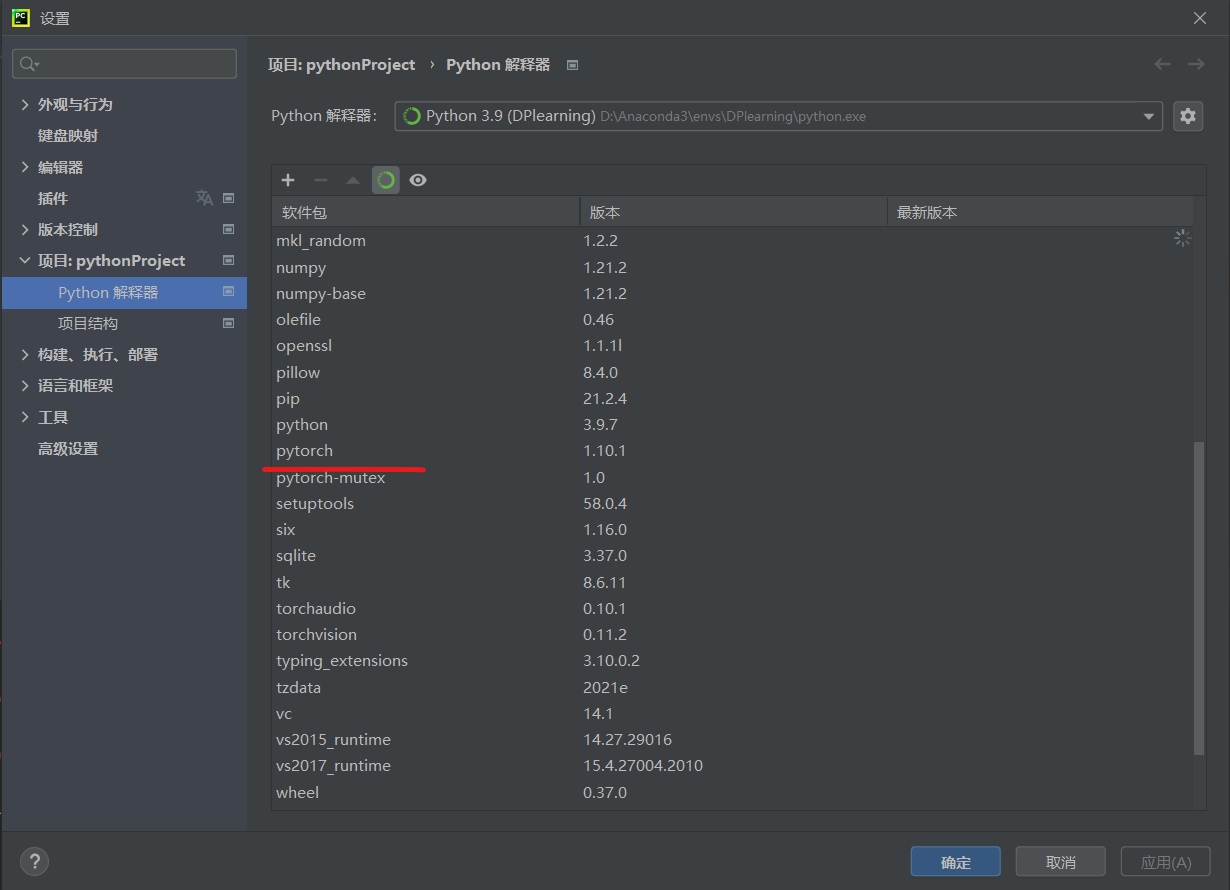 PC 设置
外观与行为
键盘映射
编辑器
插件
版本控制
项目: pythonProject
Python 解释器
项目结构
构建、执行、部署
语言和框架
工具
高级设置
项目: pythonProject › Python 解释器
Python 解释器: Python 3.9 (DPlearning) D:\Anaconda3\envs\DPlearning\python.exe
软件包 版本 最新版本
mkl_random 1.2.2
numpy 1.21.2
numpy-base 1.21.2
olefile 0.46
openssl 1.1.1l
pillow 8.4.0
pip 21.2.4
python 3.9.7
pytorch 1.10.1
pytorch-mutex 1.0
setuptools 58.0.4
six 1.16.0
sqlite 3.37.0
tk 8.6.11
torchaudio 0.10.1
torchvision 0.11.2
typing_extensions 3.10.0.2
tzdata 2021e
vc 14.1
vs2015_runtime 14.27.29016
vs2017_runtime 15.4.27004.2010
wheel 0.37.0
? 确定 取消 应用(A)